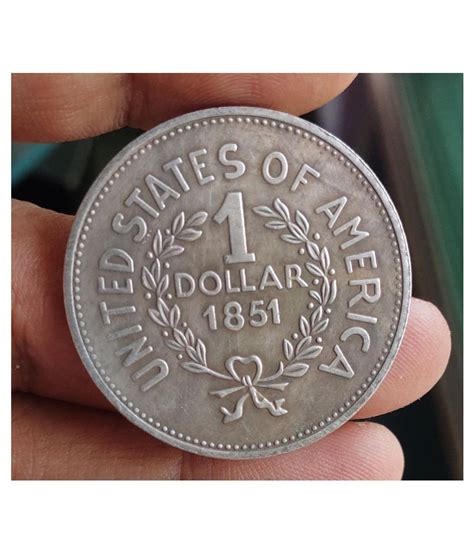 UNITED STATES OF AMERICA
1
DOLLAR
1851